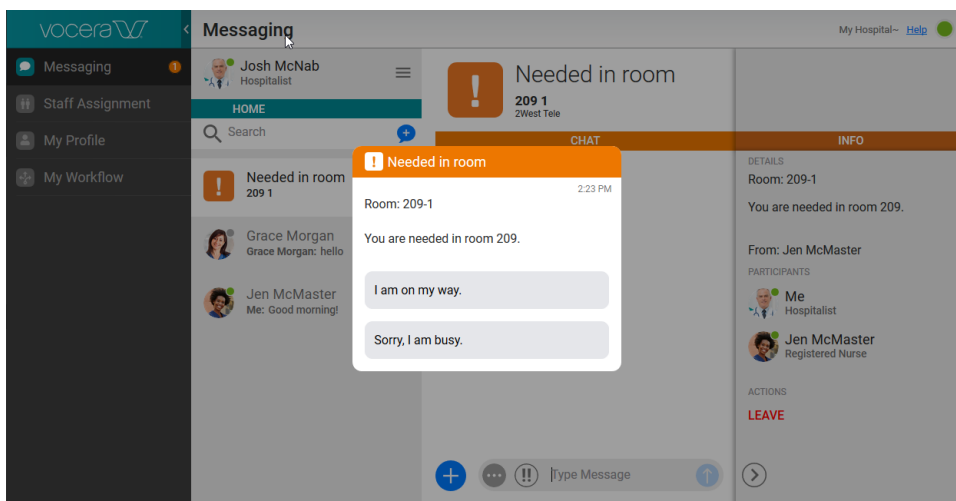 vocera
Messaging
My Hospital~ Help
Messaging 1
Staff Assignment
My Profile
My Workflow
Josh McNab
Hospitalist
HOME
Search
! Needed in room
209 1
Grace Morgan
Grace Morgan: hello
Jen McMaster
Me: Good morning!
! Needed in room
209 1
2West Tele
CHAT
! Needed in room
2:23 PM
Room: 209-1
You are needed in room 209.
I am on my way.
Sorry, I am busy.
!! Type Message
INFO
DETAILS
Room: 209-1
You are needed in room 209.
From: Jen McMaster
PARTICIPANTS
Me
Hospitalist
Jen McMaster
Registered Nurse
ACTIONS
LEAVE